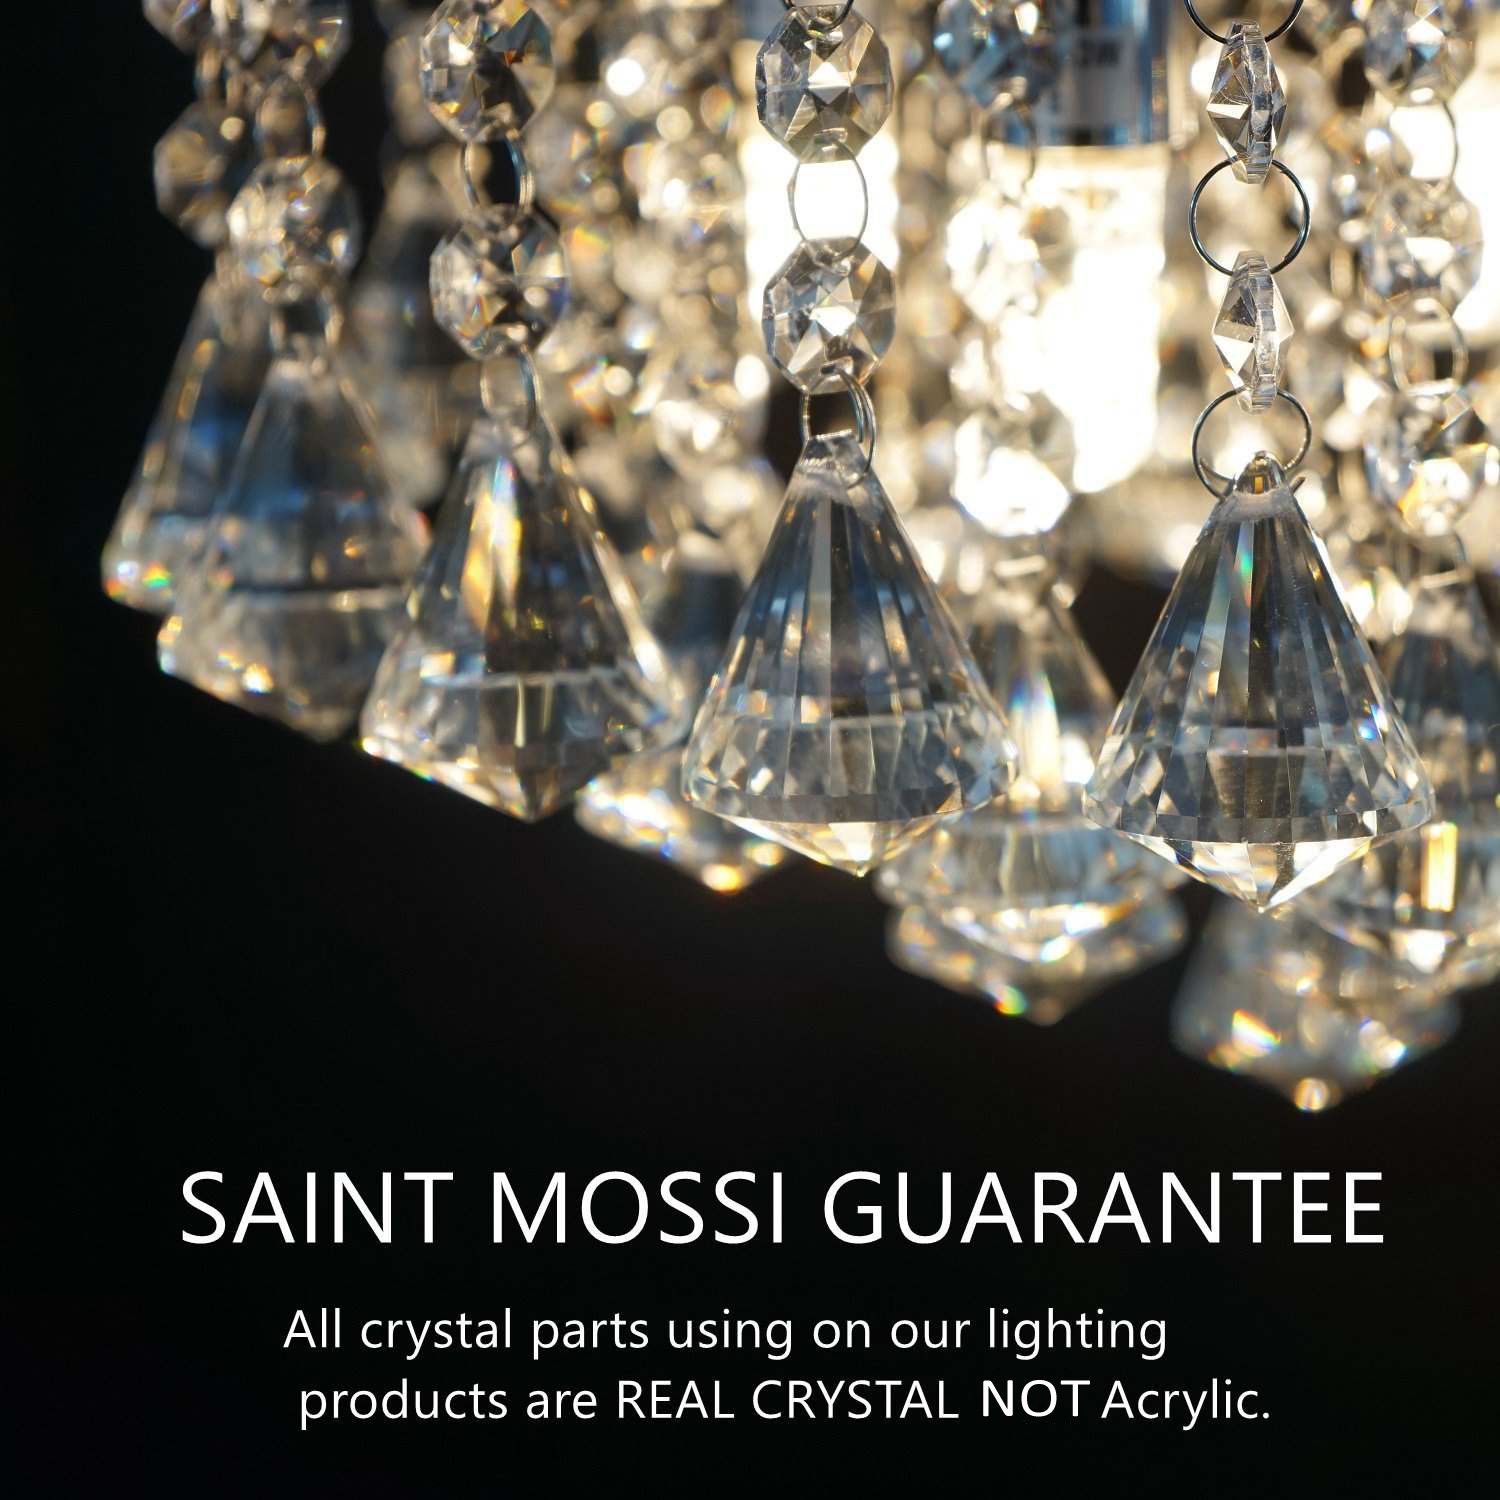 SAINT MOSSI GUARANTEE
All crystal parts using on our lighting
products are REAL CRYSTAL NOT Acrylic.